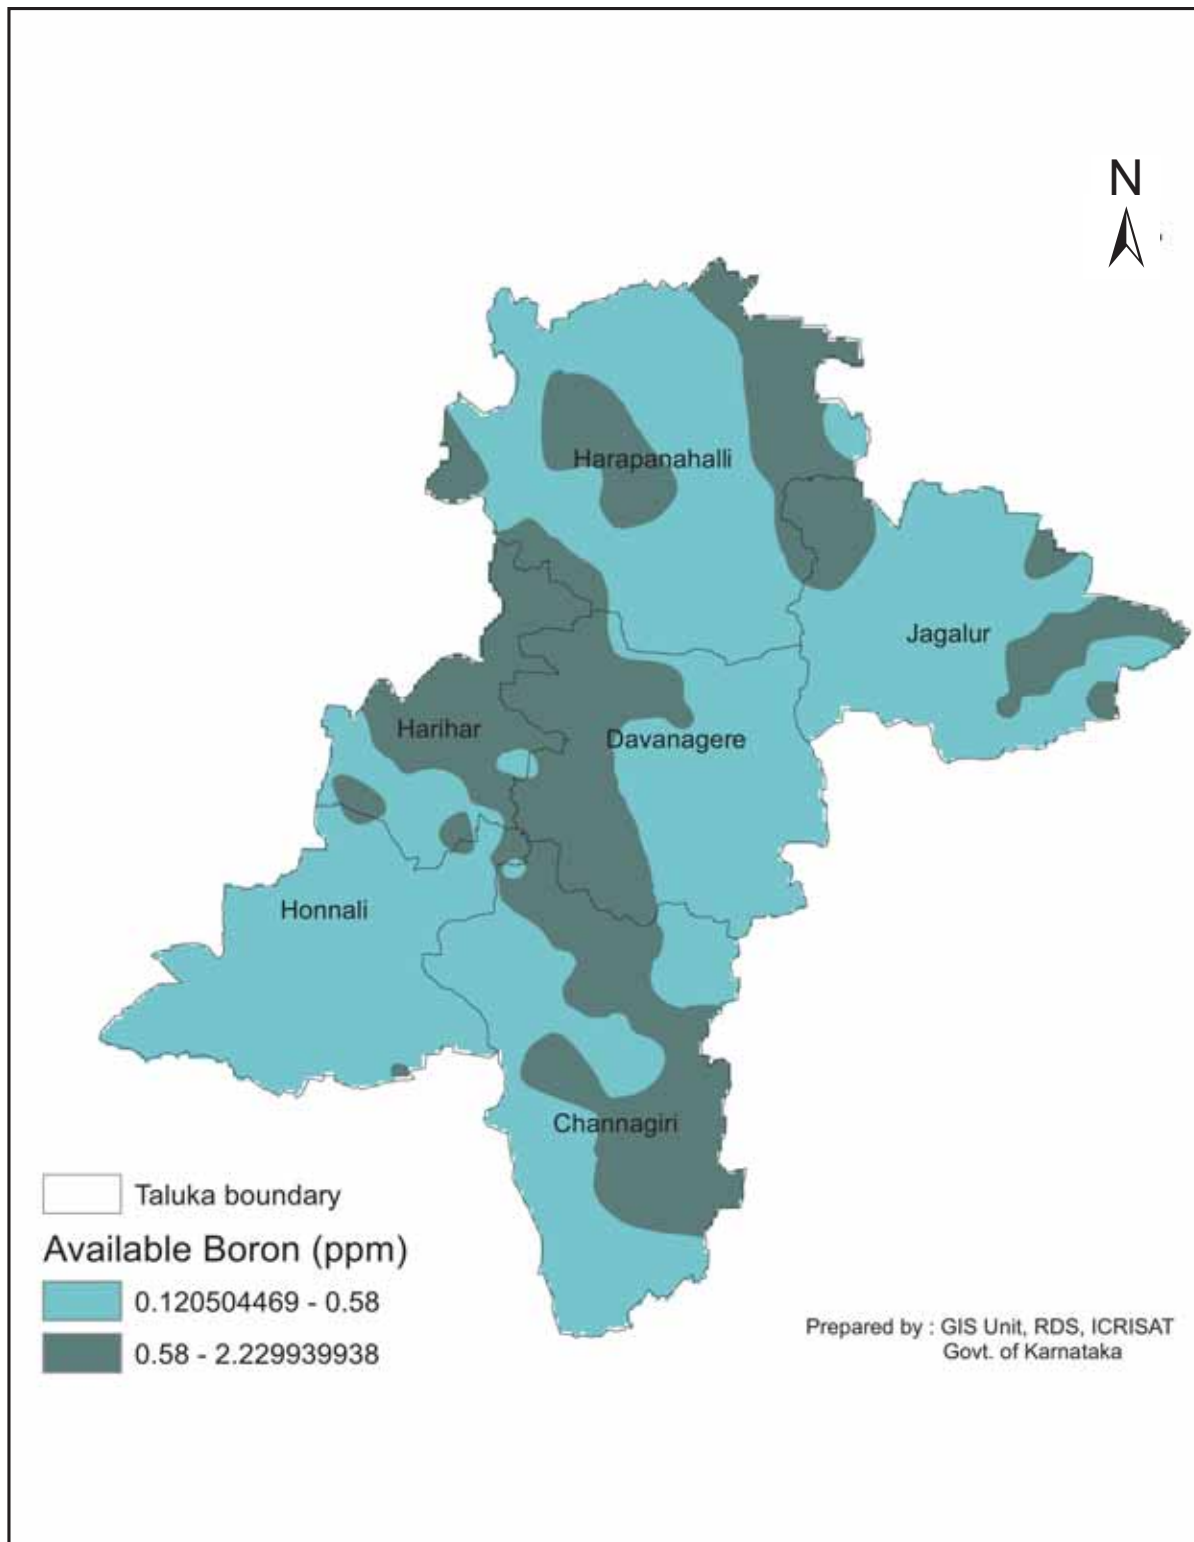 N
Harapanahalli
Jagalur
Harihar
Davanagere
Honnali
Channagiri
Taluka boundary
Available Boron (ppm)
0.120504469 - 0.58
0.58 - 2.229939938
Prepared by : GIS Unit, RDS, ICRISAT
Govt. of Karnataka